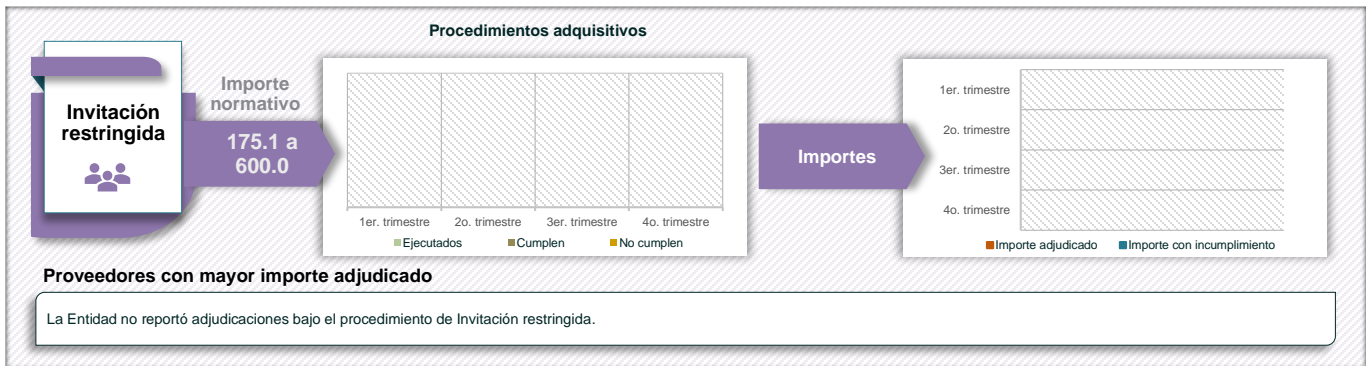 Procedimientos adquisitivos
Invitación
restringida
Importe
normativo
175.1 a
600.0
1er. trimestre 2o. trimestre 3er. trimestre 4o. trimestre
Ejecutados Cumplen No cumplen
Importes
1er. trimestre
2o. trimestre
3er. trimestre
4o. trimestre
Importe adjudicado Importe con incumplimiento
Proveedores con mayor importe adjudicado
La Entidad no reportó adjudicaciones bajo el procedimiento de Invitación restringida.